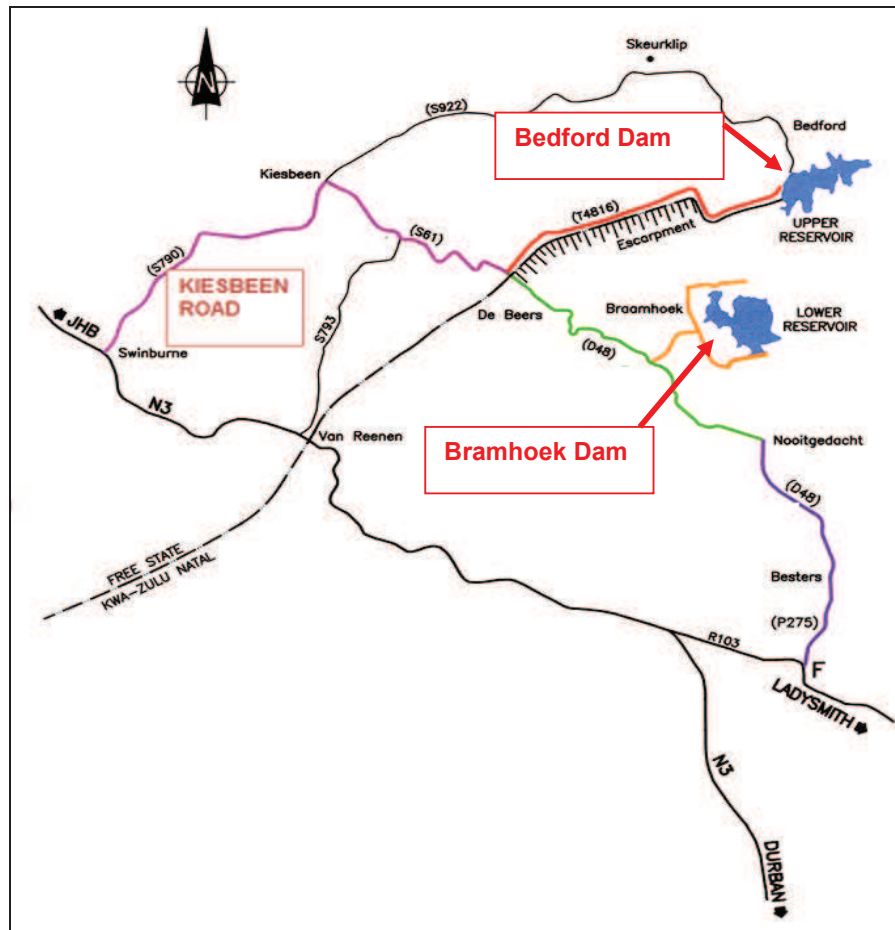 Skeurklip
N
(S922)
Bedford Dam
Bedford
Kiesbeen
(T4816)
UPPER
RESERVOIR
(S61)
Escarpment
(S790)
KIESBEEN
ROAD
S793
De Beers
Braamhoek
LOWER
RESERVOIR
JHB
Swinburne
(D48)
N3
Van Reenen
Bramhoek Dam
Nooitgedacht
(D48)
FREE STATE
KWA-ZULU NATAL
Besters
(P275)
R103
F
LADYSMITH
N3
DURBAN